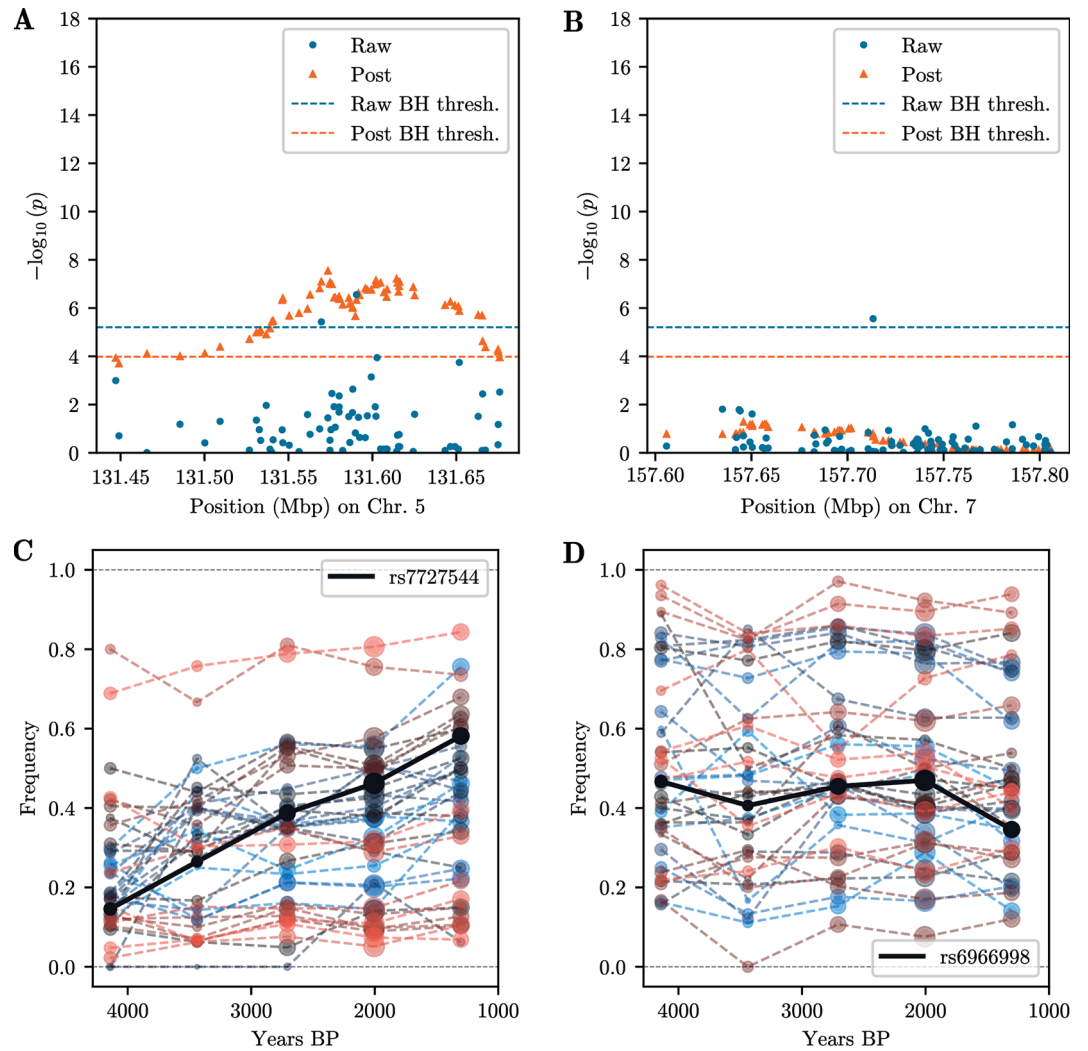 A
18
16
14
12
10
8
6
4
2
0
−log₁₀(p)
Raw
Post
Raw BH thresh.
Post BH thresh.
131.45 131.50 131.55 131.60 131.65
Position (Mbp) on Chr. 5
B
18
16
14
12
10
8
6
4
2
0
−log₁₀(p)
Raw
Post
Raw BH thresh.
Post BH thresh.
157.60 157.65 157.70 157.75 157.80
Position (Mbp) on Chr. 7
C
1.0
0.8
0.6
0.4
0.2
0.0
Frequency
rs7727544
4000 3000 2000 1000
Years BP
D
1.0
0.8
0.6
0.4
0.2
0.0
Frequency
rs6966998
4000 3000 2000 1000
Years BP